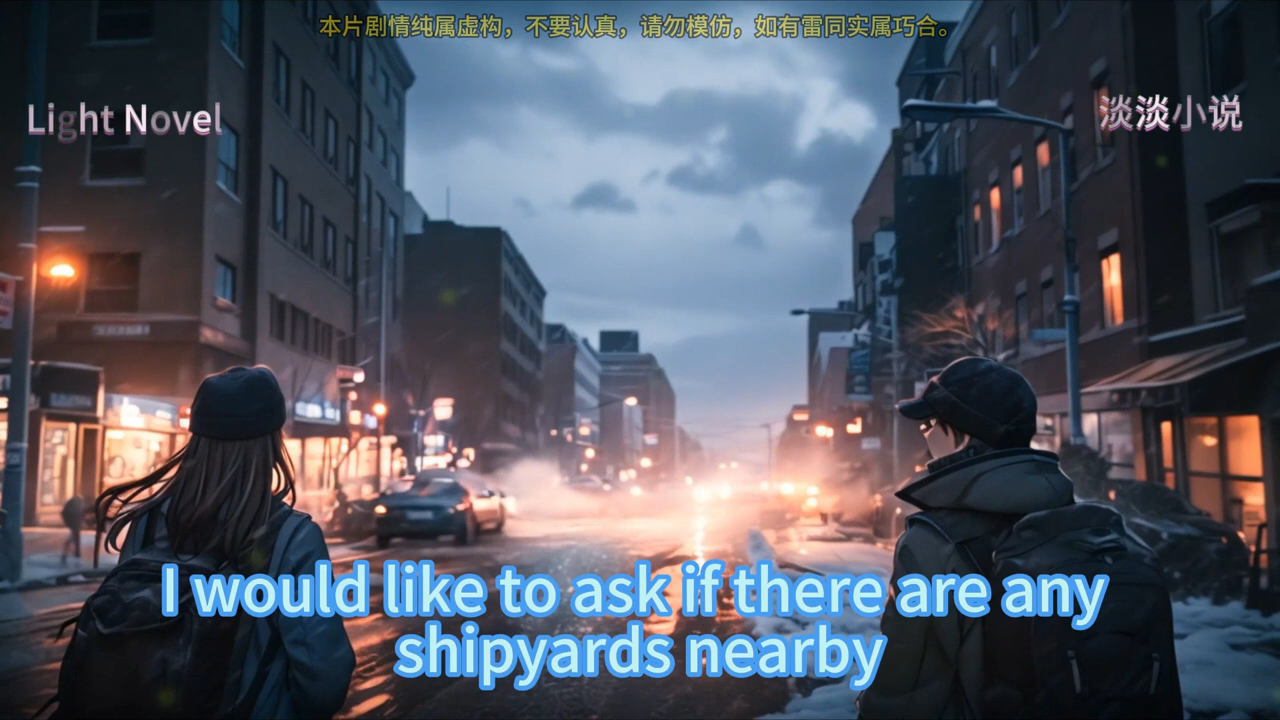 本片剧情纯属虚构，不要认真，请勿模仿，如有雷同实属巧合。
Light Novel
淡淡小说
I would like to ask if there are any
shipyards nearby